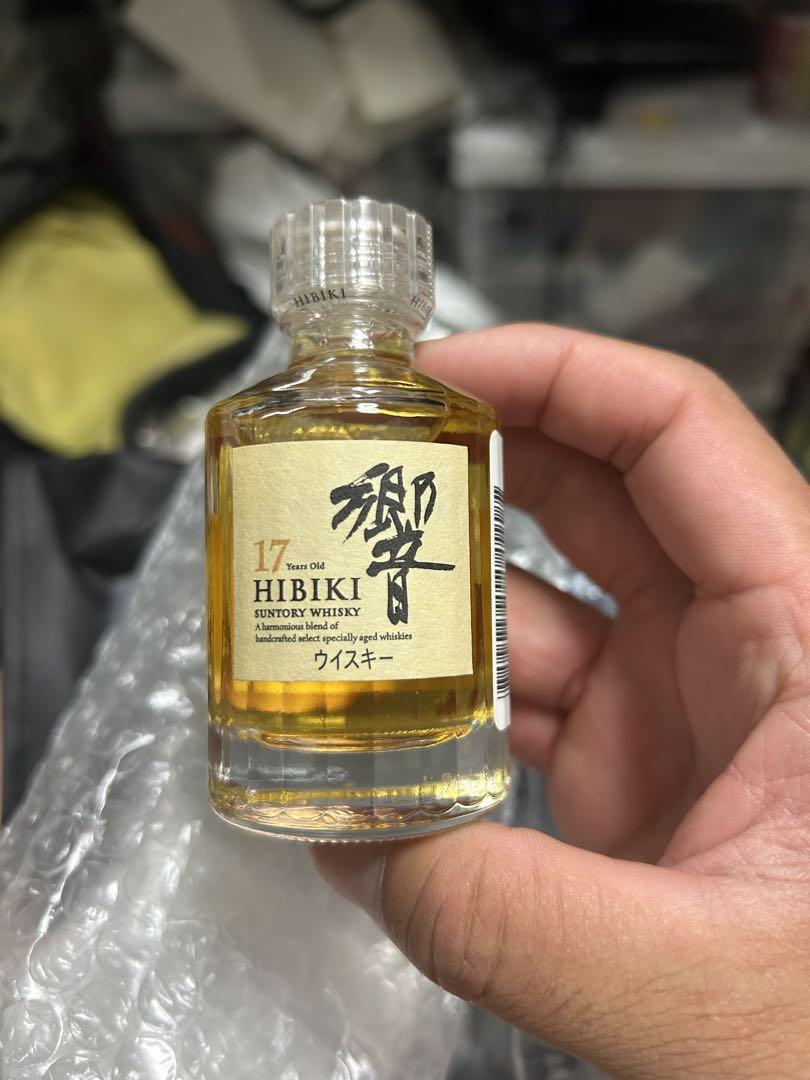 HIBIKI
HIBIKI
響
17 Years Old
HIBIKI
SUNTORY WHISKY
A harmonious blend of
handcrafted select specially aged whiskies
ウイスキー